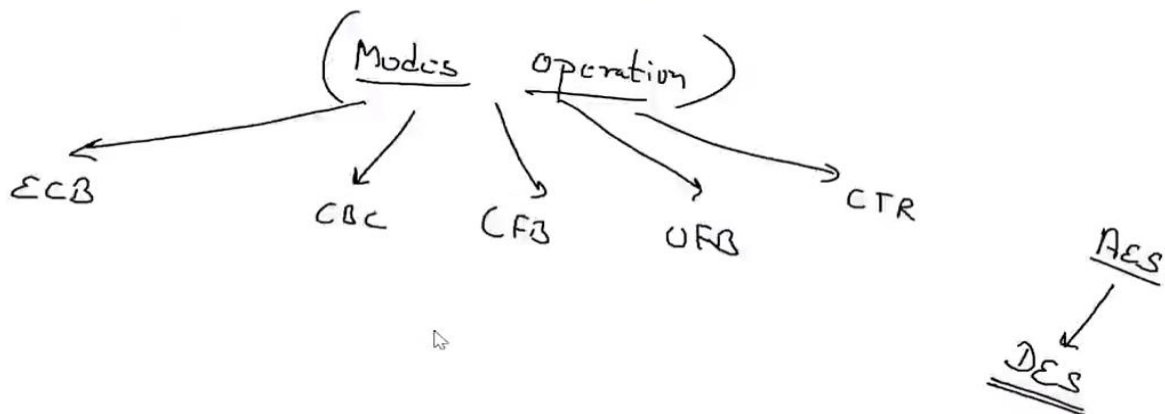 Modes Operation
ECB
CBC
CFB
OFB
CTR
AES
DES